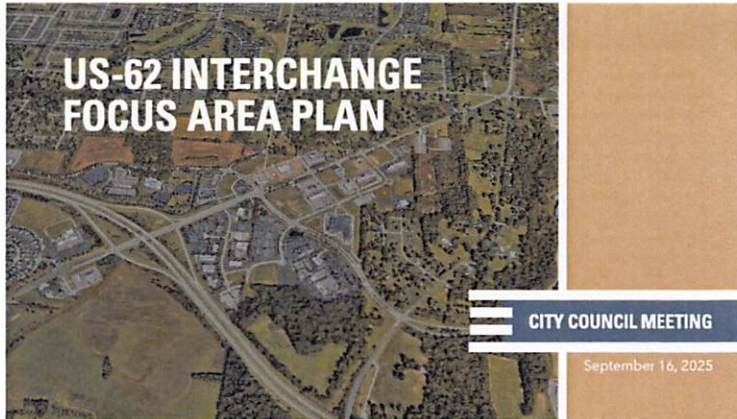 US-62 INTERCHANGE
FOCUS AREA PLAN
CITY COUNCIL MEETING
September 16, 2025